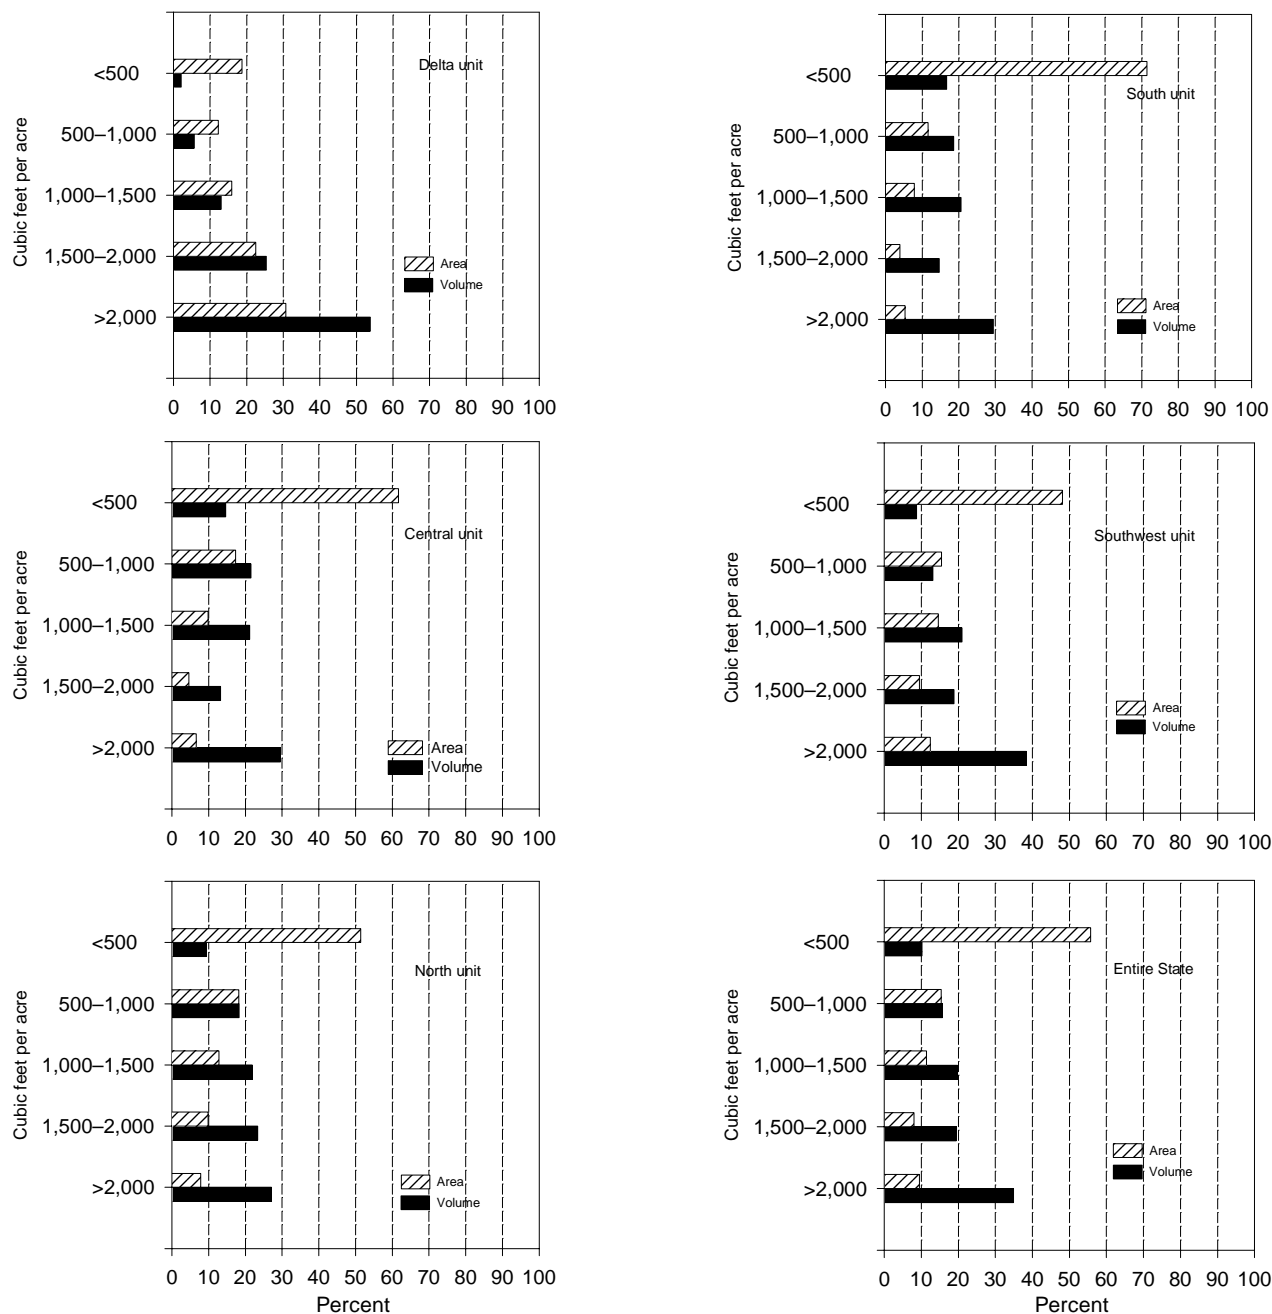 Delta unit
Cubic feet per acre
<500
500–1,000
1,000–1,500
1,500–2,000
>2,000
Area
Volume
0 10 20 30 40 50 60 70 80 90 100
South unit
Cubic feet per acre
<500
500–1,000
1,000–1,500
1,500–2,000
>2,000
Area
Volume
0 10 20 30 40 50 60 70 80 90 100
Central unit
Cubic feet per acre
<500
500–1,000
1,000–1,500
1,500–2,000
>2,000
Area
Volume
0 10 20 30 40 50 60 70 80 90 100
Southwest unit
Cubic feet per acre
<500
500–1,000
1,000–1,500
1,500–2,000
>2,000
Area
Volume
0 10 20 30 40 50 60 70 80 90 100
North unit
Cubic feet per acre
<500
500–1,000
1,000–1,500
1,500–2,000
>2,000
Area
Volume
0 10 20 30 40 50 60 70 80 90 100
Percent
Entire State
Cubic feet per acre
<500
500–1,000
1,000–1,500
1,500–2,000
>2,000
Area
Volume
0 10 20 30 40 50 60 70 80 90 100
Percent